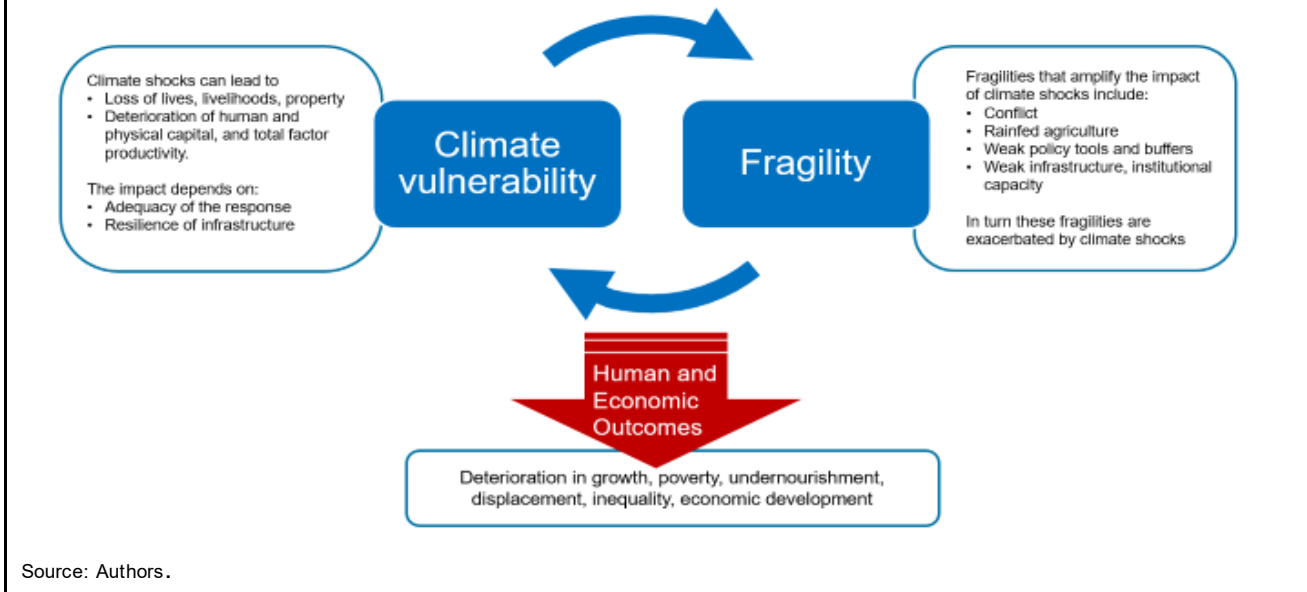 Climate shocks can lead to
• Loss of lives, livelihoods, property
• Deterioration of human and
physical capital, and total factor
productivity.
The impact depends on:
• Adequacy of the response
• Resilience of infrastructure
Climate
vulnerability
Fragility
Fragilities that amplify the impact
of climate shocks include:
• Conflict
• Rainfed agriculture
• Weak policy tools and buffers
• Weak infrastructure, institutional
capacity
In turn these fragilities are
exacerbated by climate shocks
Human and
Economic
Outcomes
Deterioration in growth, poverty, undernourishment,
displacement, inequality, economic development
Source: Authors.